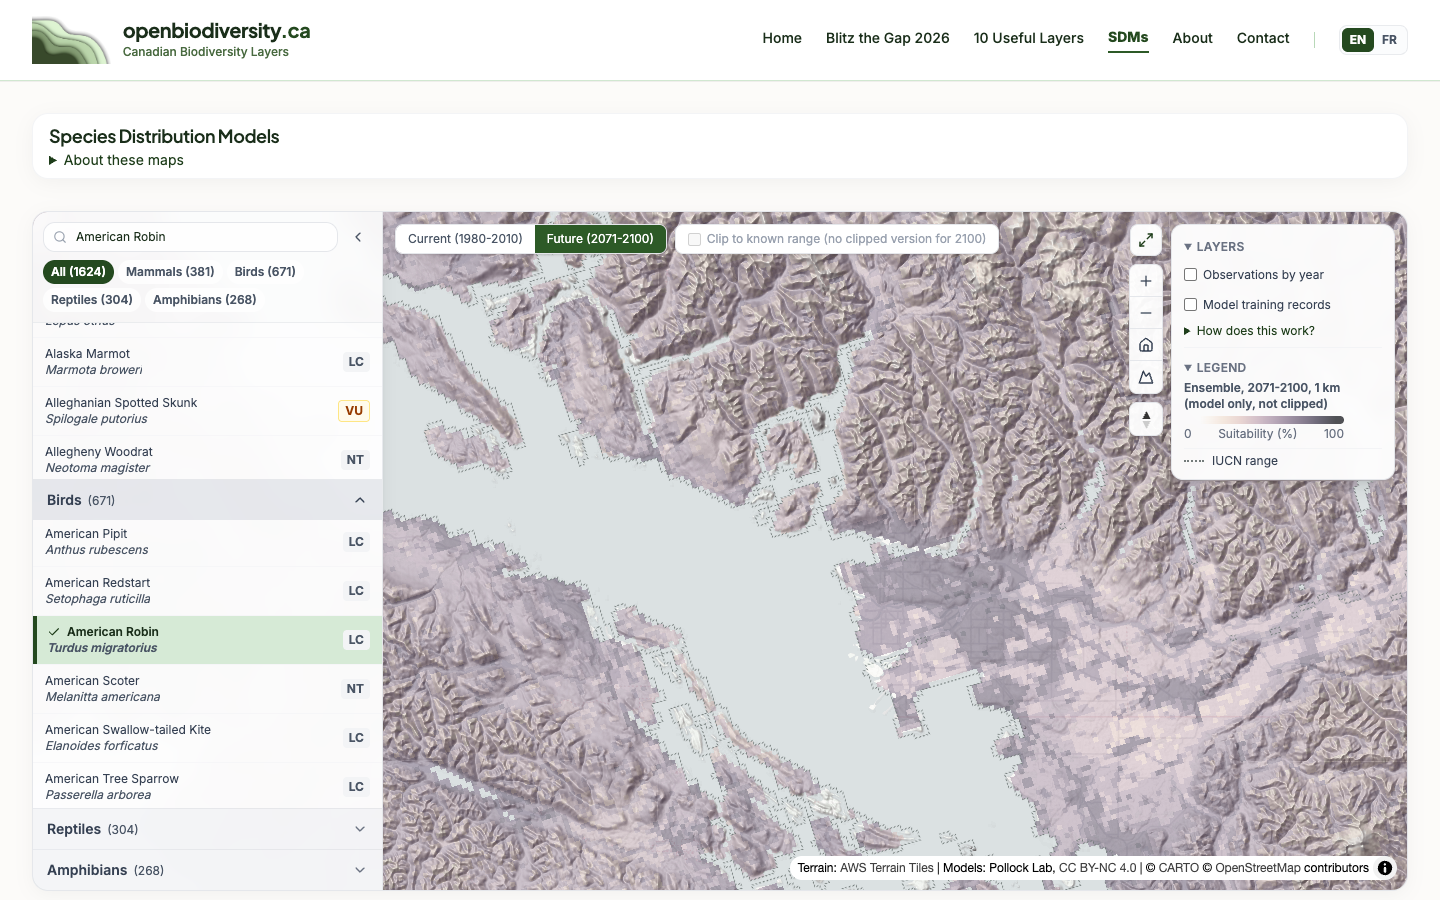 openbiodiversity.ca
Canadian Biodiversity Layers
Home
Blitz the Gap 2026
10 Useful Layers
SDMs
About
Contact
EN
FR
Species Distribution Models
About these maps
American Robin
All (1624)
Mammals (381)
Birds (671)
Reptiles (304)
Amphibians (268)
Alaska Marmot
Marmota broweri
LC
Alleghanian Spotted Skunk
Spilogale putorius
VU
Allegheny Woodrat
Neotoma magister
NT
Birds (671)
American Pipit
Anthus rubescens
LC
American Redstart
Setophaga ruticilla
LC
American Robin
Turdus migratorius
LC
American Scoter
Melanitta americana
NT
American Swallow-tailed Kite
Elanoides forficatus
LC
American Tree Sparrow
Passerella arborea
LC
Reptiles (304)
Amphibians (268)
Current (1980-2010)
Future (2071-2100)
Clip to known range (no clipped version for 2100)
LAYERS
Observations by year
Model training records
How does this work?
LEGEND
Ensemble, 2071-2100, 1 km
(model only, not clipped)
0 Suitability (%) 100
IUCN range
Terrain: AWS Terrain Tiles | Models: Pollock Lab, CC BY-NC 4.0 | © CARTO © OpenStreetMap contributors